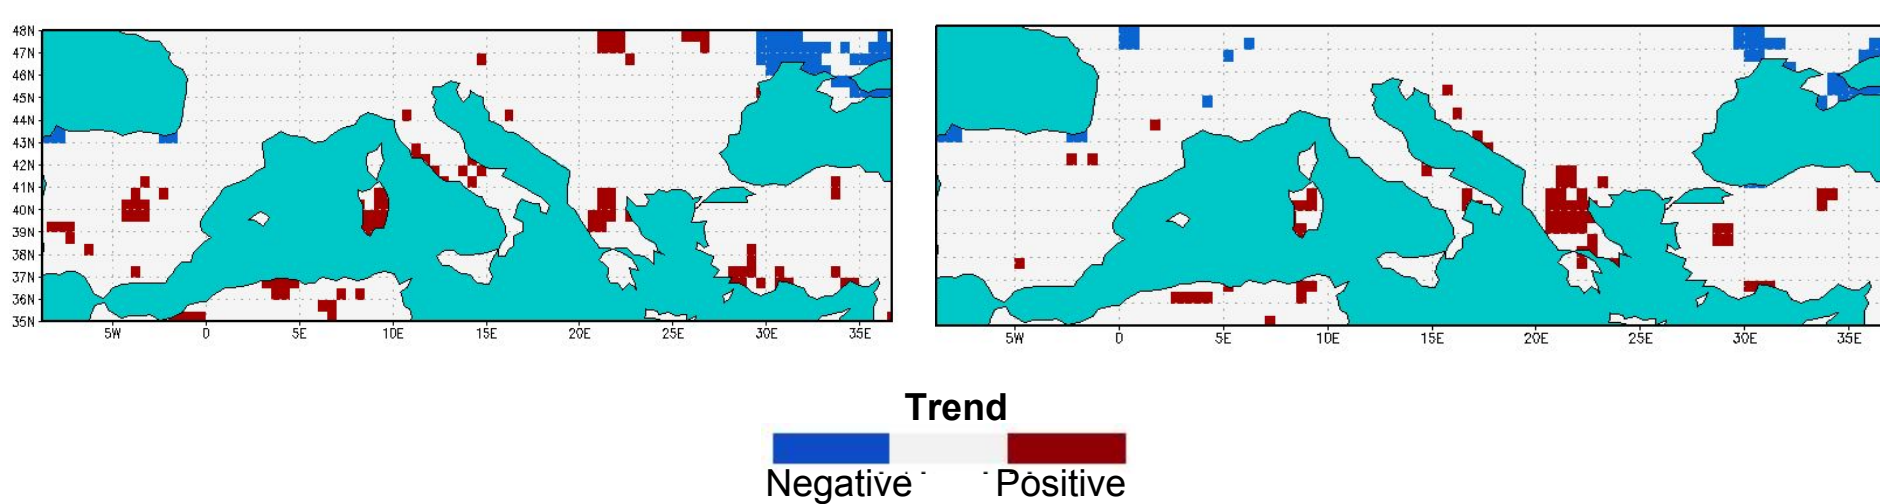 48N
47N
46N
45N
44N
43N
42N
41N
40N
39N
38N
37N
36N
35N
5W 0 5E 10E 15E 20E 25E 30E 35E
5W 0 5E 10E 15E 20E 25E 30E 35E
Trend
Negative Positive